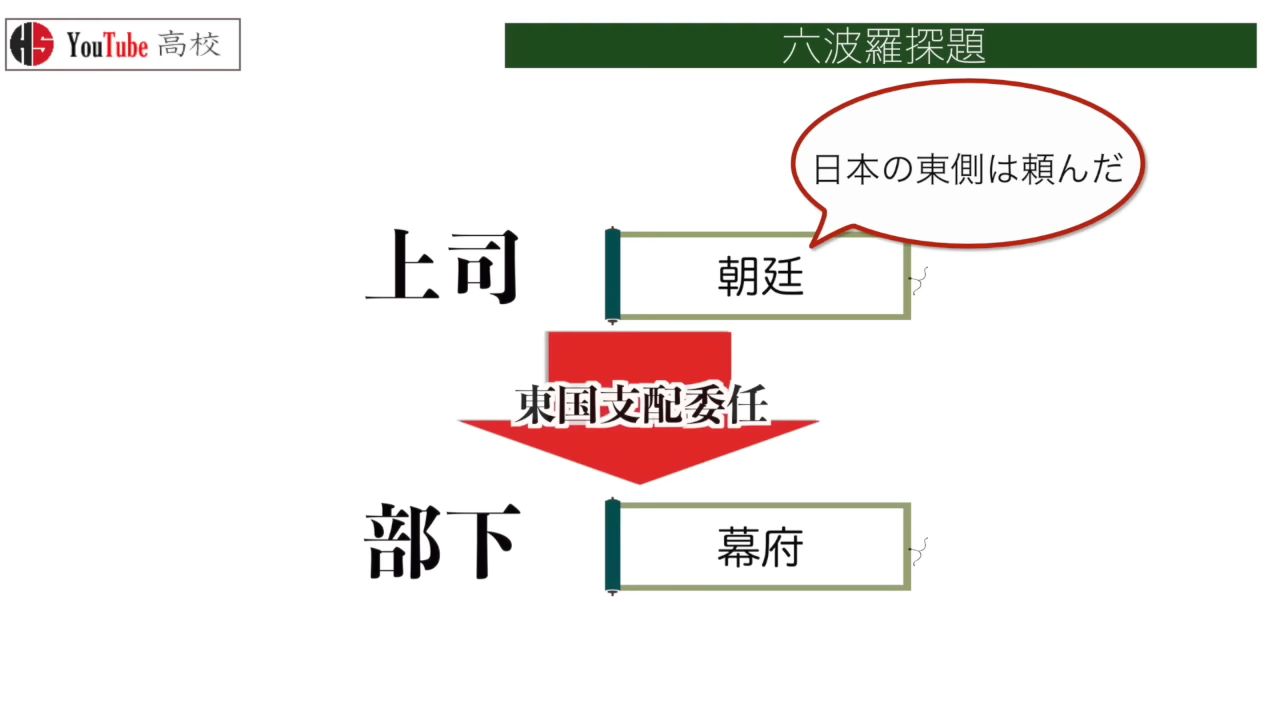 YouTube 高校
六波羅探題
日本の東側は頼んだ
上司
朝廷
東国支配委任
部下
幕府